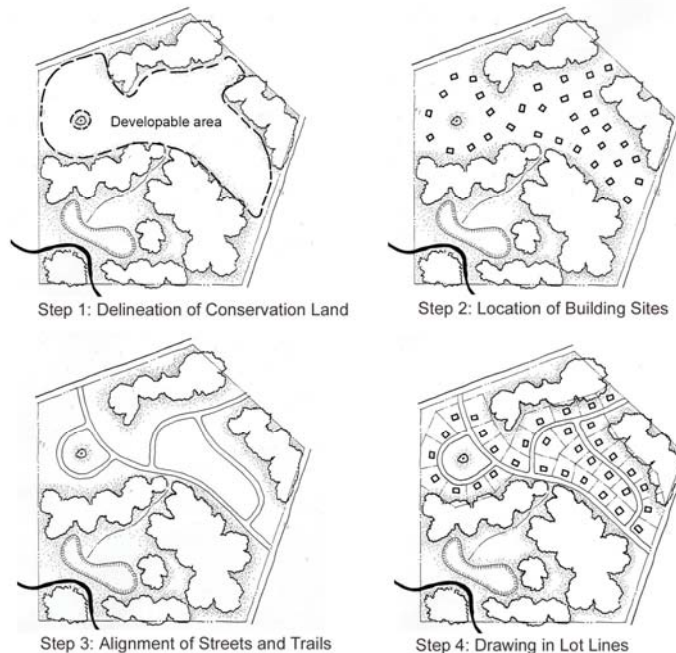 Developable area
Step 1: Delineation of Conservation Land
Step 2: Location of Building Sites
Step 3: Alignment of Streets and Trails
Step 4: Drawing in Lot Lines